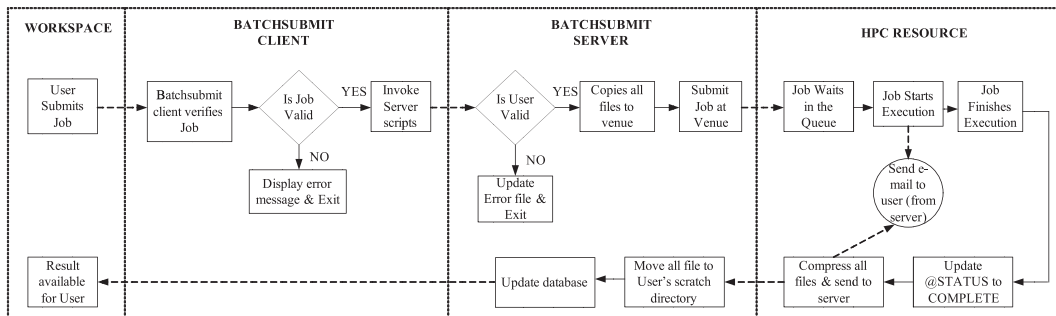 WORKSPACE
BATCHSUBMIT
CLIENT
BATCHSUBMIT
SERVER
HPC RESOURCE
User
Submits
Job
Batchsubmit
client verifies
Job
Is Job
Valid
YES
Invoke
Server
scripts
NO
Display error
message & Exit
Is User
Valid
YES
Copies all
files to
venue
Submit
Job at
Venue
NO
Update
Error file &
Exit
Job Waits
in the
Queue
Job Starts
Execution
Job
Finishes
Execution
Send e-
mail to
user (from
server)
Result
available
for User
Update database
Move all file to
User's scratch
directory
Compress all
files & send to
server
Update
@STATUS to
COMPLETE